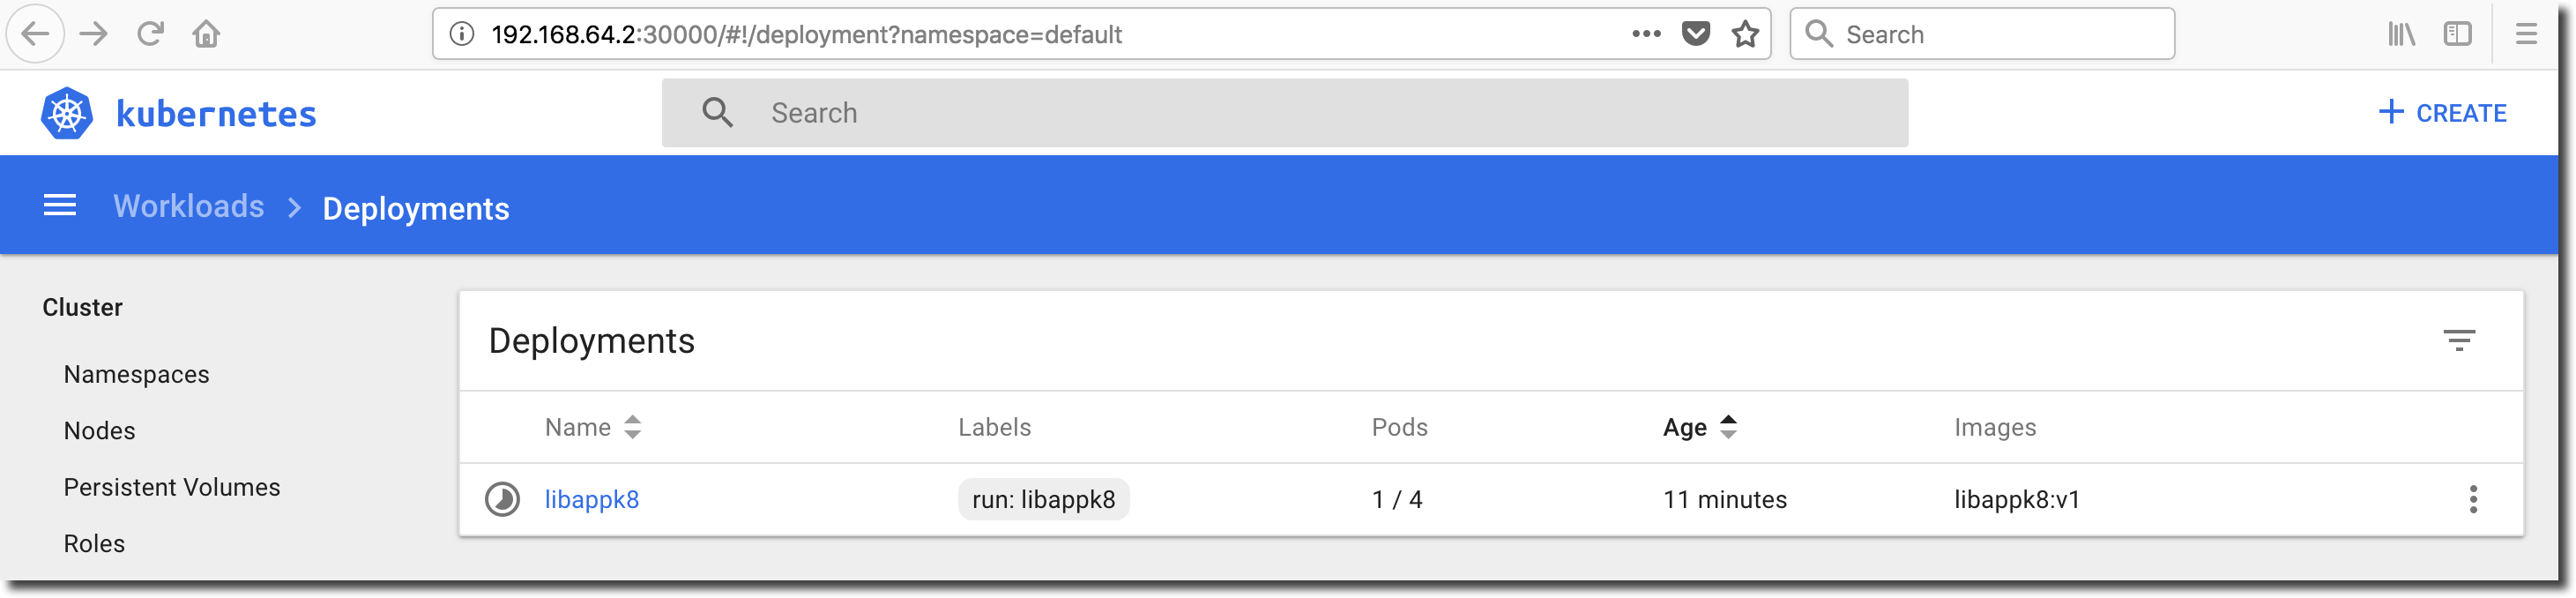 192.168.64.2:30000/#!/deployment?namespace=default
Search
kubernetes
Search
+ CREATE
Workloads > Deployments
Cluster
Namespaces
Nodes
Persistent Volumes
Roles
Deployments
Name Labels Pods Age Images
libappk8 run: libappk8 1 / 4 11 minutes libappk8:v1